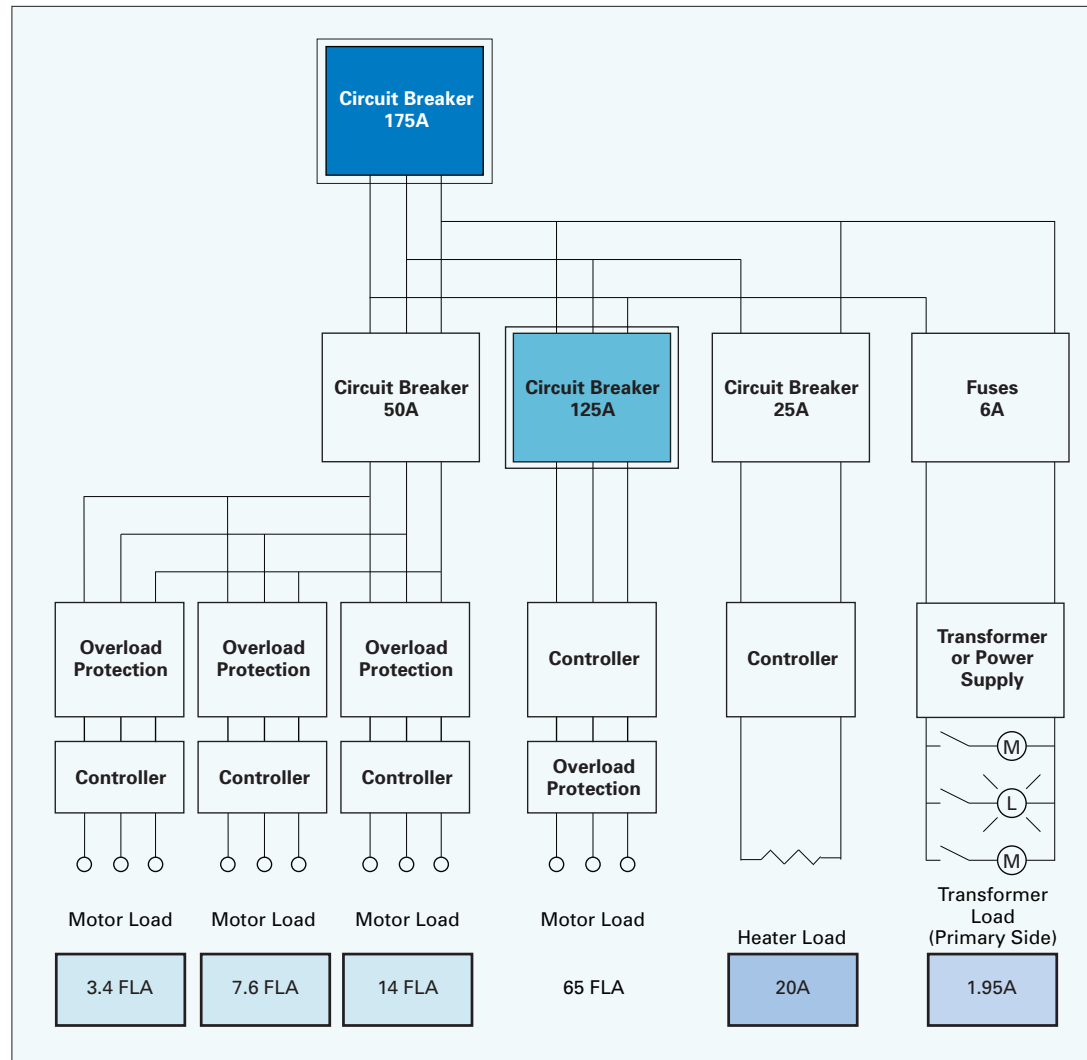 Circuit Breaker
175A
Circuit Breaker
50A
Circuit Breaker
125A
Circuit Breaker
25A
Fuses
6A
Overload
Protection
Overload
Protection
Overload
Protection
Controller
Controller
Transformer
or Power
Supply
Controller
Controller
Controller
Overload
Protection
M
L
M
Motor Load
Motor Load
Motor Load
Motor Load
Heater Load
Transformer
Load
(Primary Side)
3.4 FLA
7.6 FLA
14 FLA
65 FLA
20A
1.95A